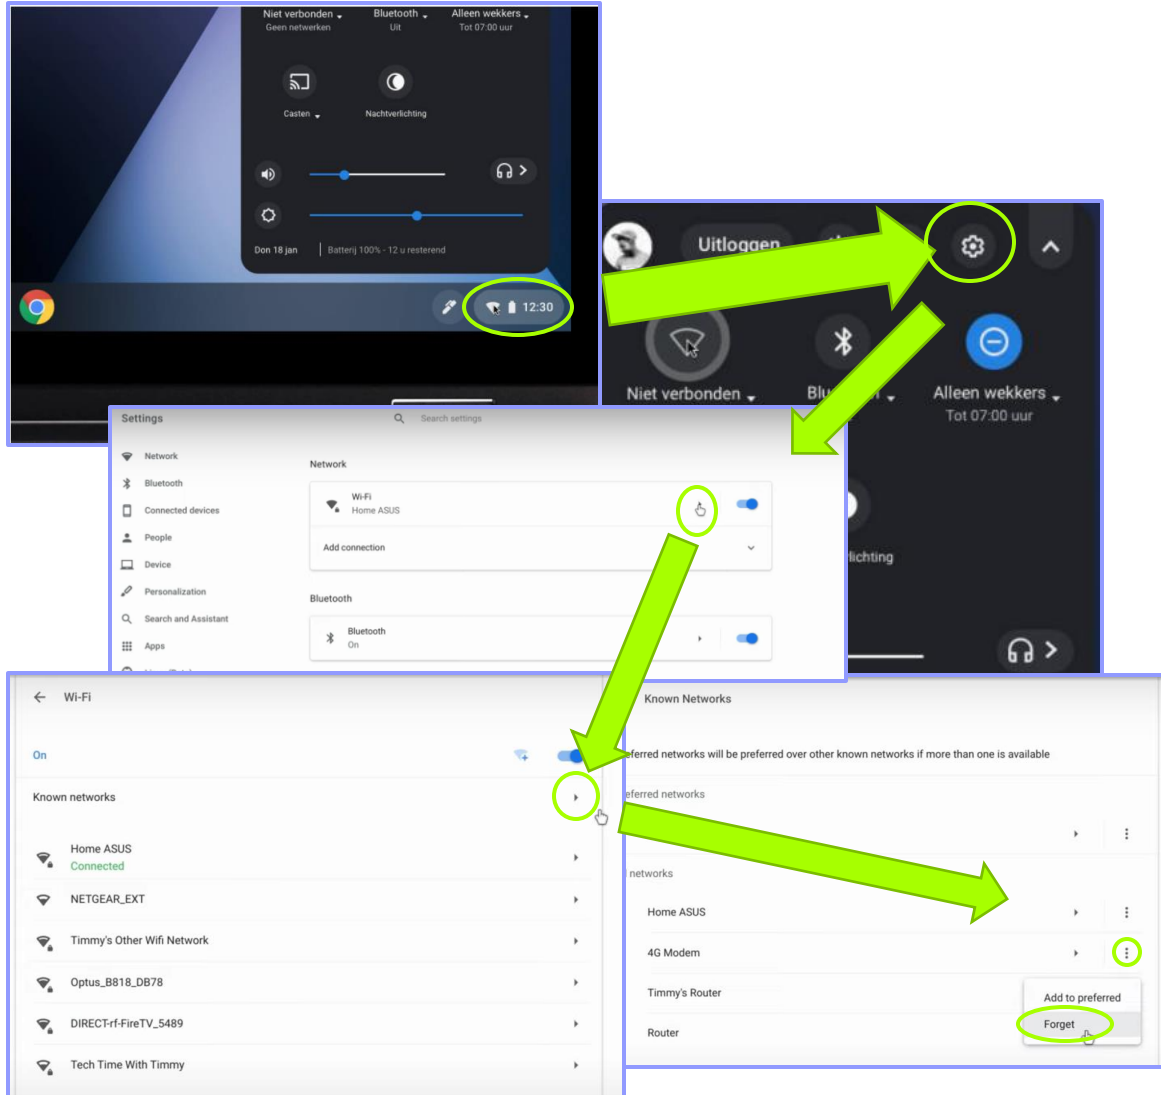 Niet verbonden
Bluetooth
Alleen wekkers
Geen netwerken
Uit
Tot 07:00 uur
Casten
Nachtverlichting
Don 18 jan
Batterij 100% - 12 u resterend
12:30
Uitloggen
Niet verbonden
Alleen wekkers
Tot 07:00 uur
lichting
Settings
Search settings
Network
Bluetooth
Connected devices
People
Device
Personalization
Search and Assistant
Apps
Network
Wi-Fi
Home ASUS
Add connection
Bluetooth
Bluetooth
On
Wi-Fi
On
Known networks
Home ASUS
Connected
NETGEAR_EXT
Timmy's Other Wifi Network
Optus_B818_DB78
DIRECT-rf-FireTV_5489
Tech Time With Timmy
Known Networks
eferred networks will be preferred over other known networks if more than one is available
eferred networks
networks
Home ASUS
4G Modem
Timmy's Router
Router
Add to preferred
Forget